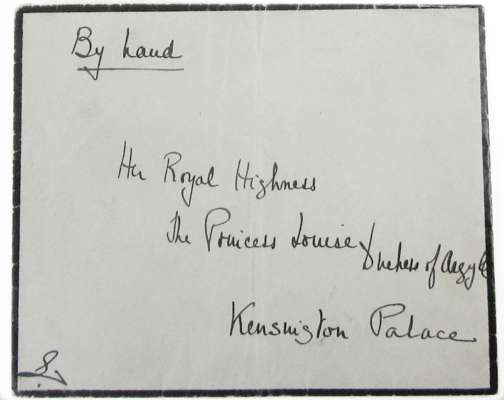 By hand
Her Royal Highness
The Princess Louise Duchess of Argyll
Kensington Palace